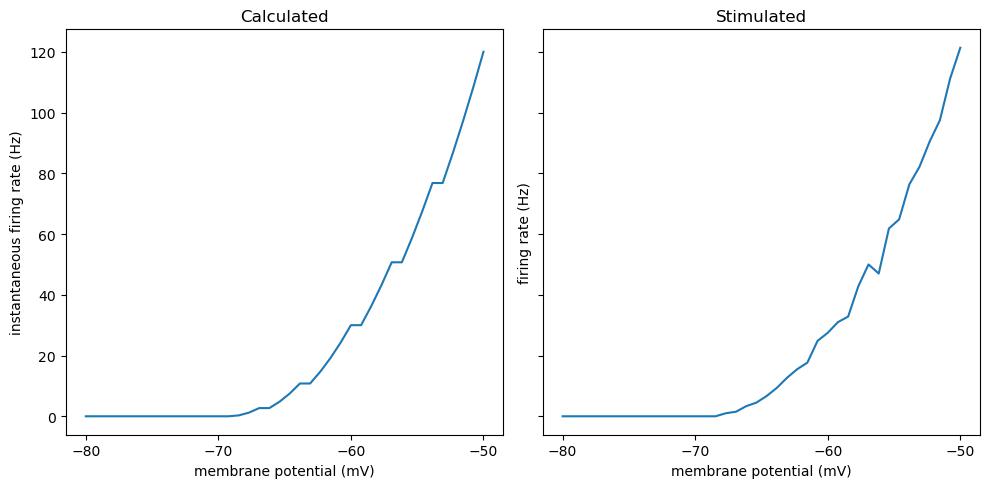 Calculated
instantaneous firing rate (Hz)
120
100
80
60
40
20
0
−80
−70
−60
−50
membrane potential (mV)
Stimulated
firing rate (Hz)
−80
−70
−60
−50
membrane potential (mV)